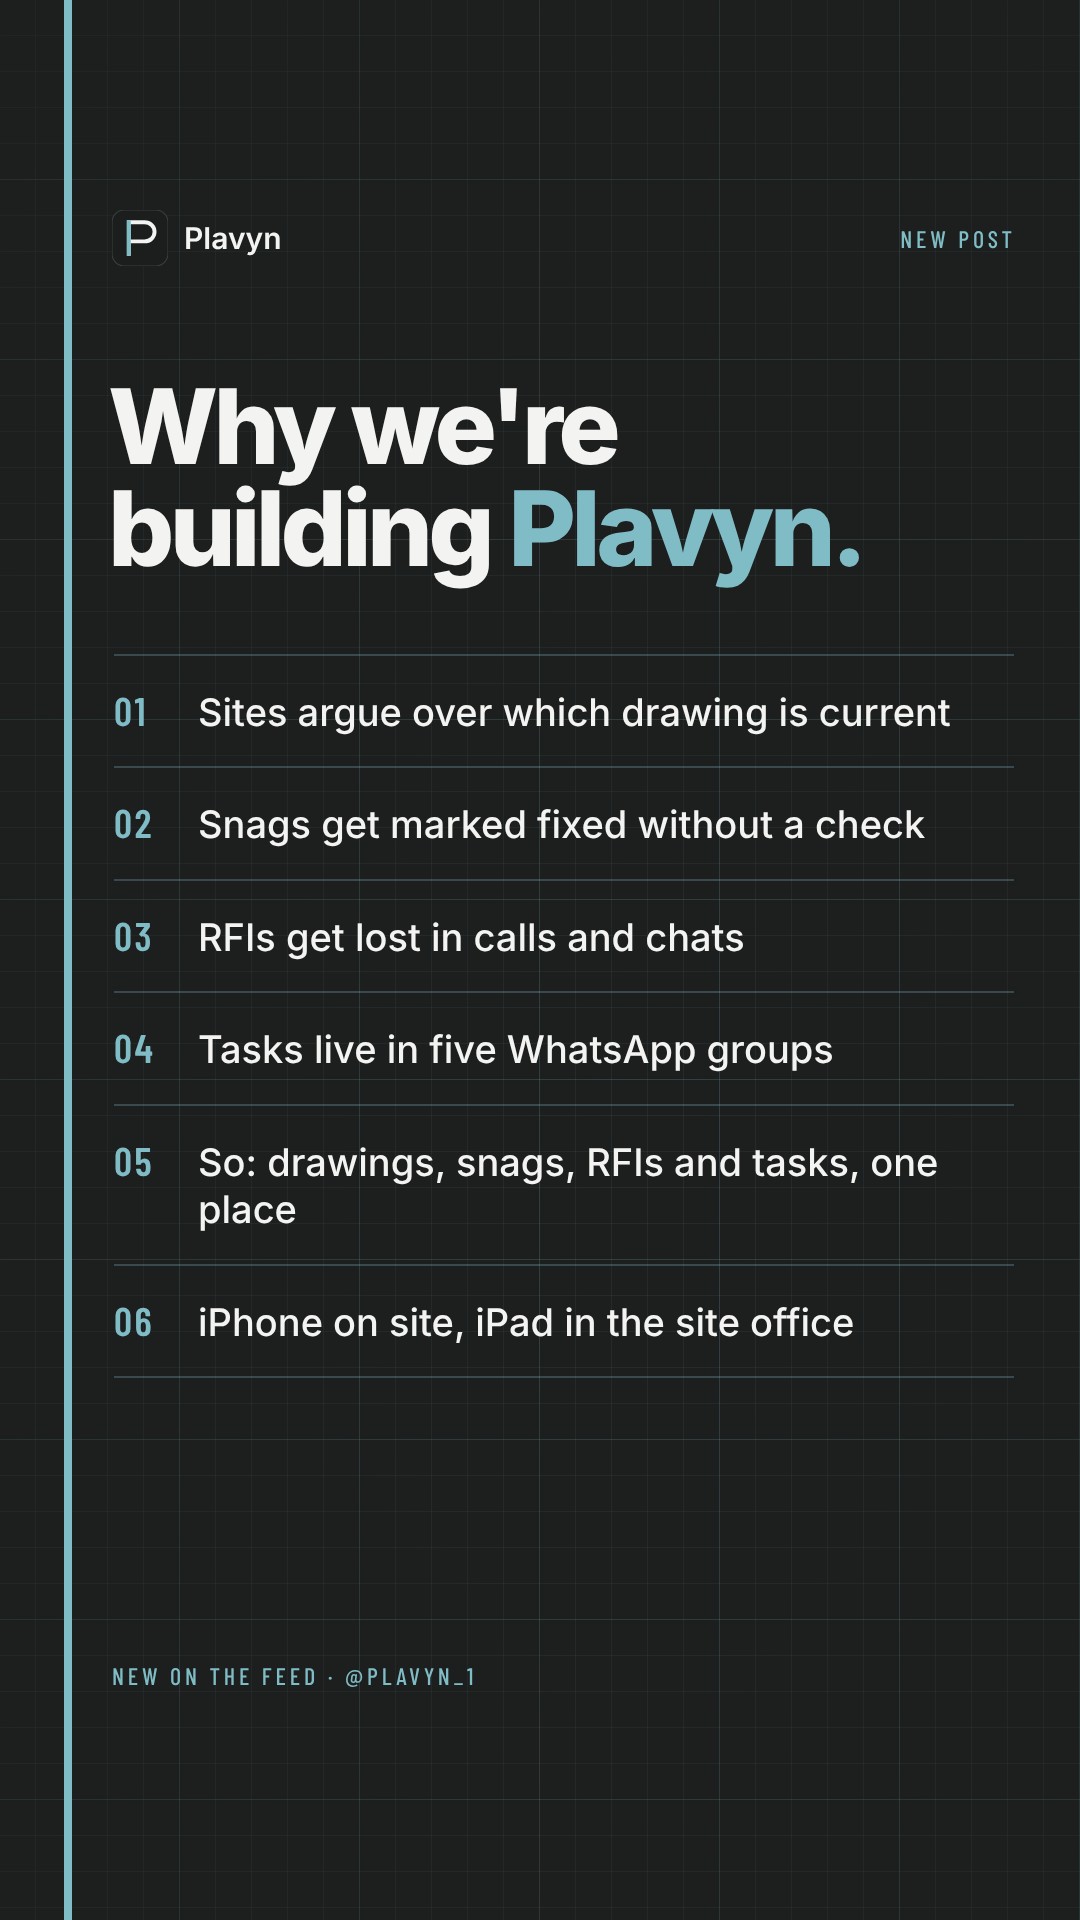 Plavyn
NEW POST
Why we're
building Plavyn.
01 Sites argue over which drawing is current
02 Snags get marked fixed without a check
03 RFIs get lost in calls and chats
04 Tasks live in five WhatsApp groups
05 So: drawings, snags, RFIs and tasks, one
place
06 iPhone on site, iPad in the site office
NEW ON THE FEED · @PLAVYN_1